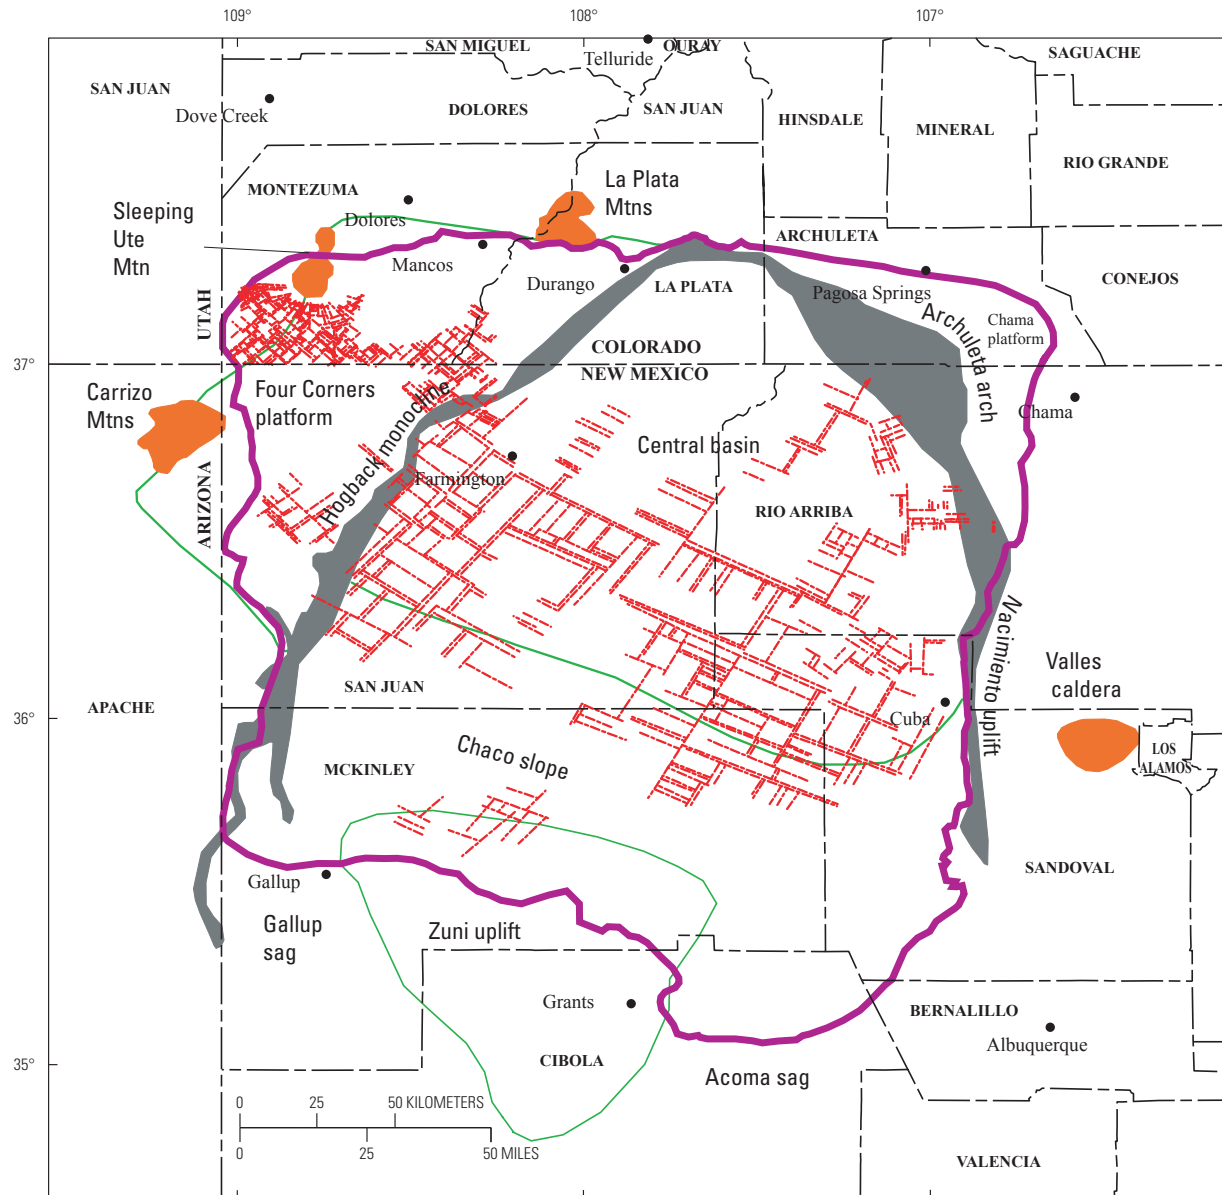 109°
108°
107°
SAN MIGUEL
OURAY
SAGUACHE
Telluride
SAN JUAN
Dove Creek
DOLORES
SAN JUAN
HINSDALE
MINERAL
RIO GRANDE
MONTEZUMA
La Plata
Mtns
Sleeping
Ute
Mtn
Dolores
ARCHULETA
Mancos
Durango
LA PLATA
Pagosa Springs
CONEJOS
UTAH
Archuleta arch
Chama
platform
37°
COLORADO
NEW MEXICO
Carrizo
Mtns
Four Corners
platform
Hogback monocline
Chama
Central basin
Farmington
ARIZONA
RIO ARRIBA
Nacimiento uplift
SAN JUAN
Valles
caldera
APACHE
36°
Cuba
Chaco slope
LOS
ALAMOS
MCKINLEY
SANDOVAL
Gallup
Gallup
sag
Zuni uplift
Grants
BERNALILLO
Albuquerque
35°
CIBOLA
Acoma sag
0
25
50 KILOMETERS
0
25
50 MILES
VALENCIA